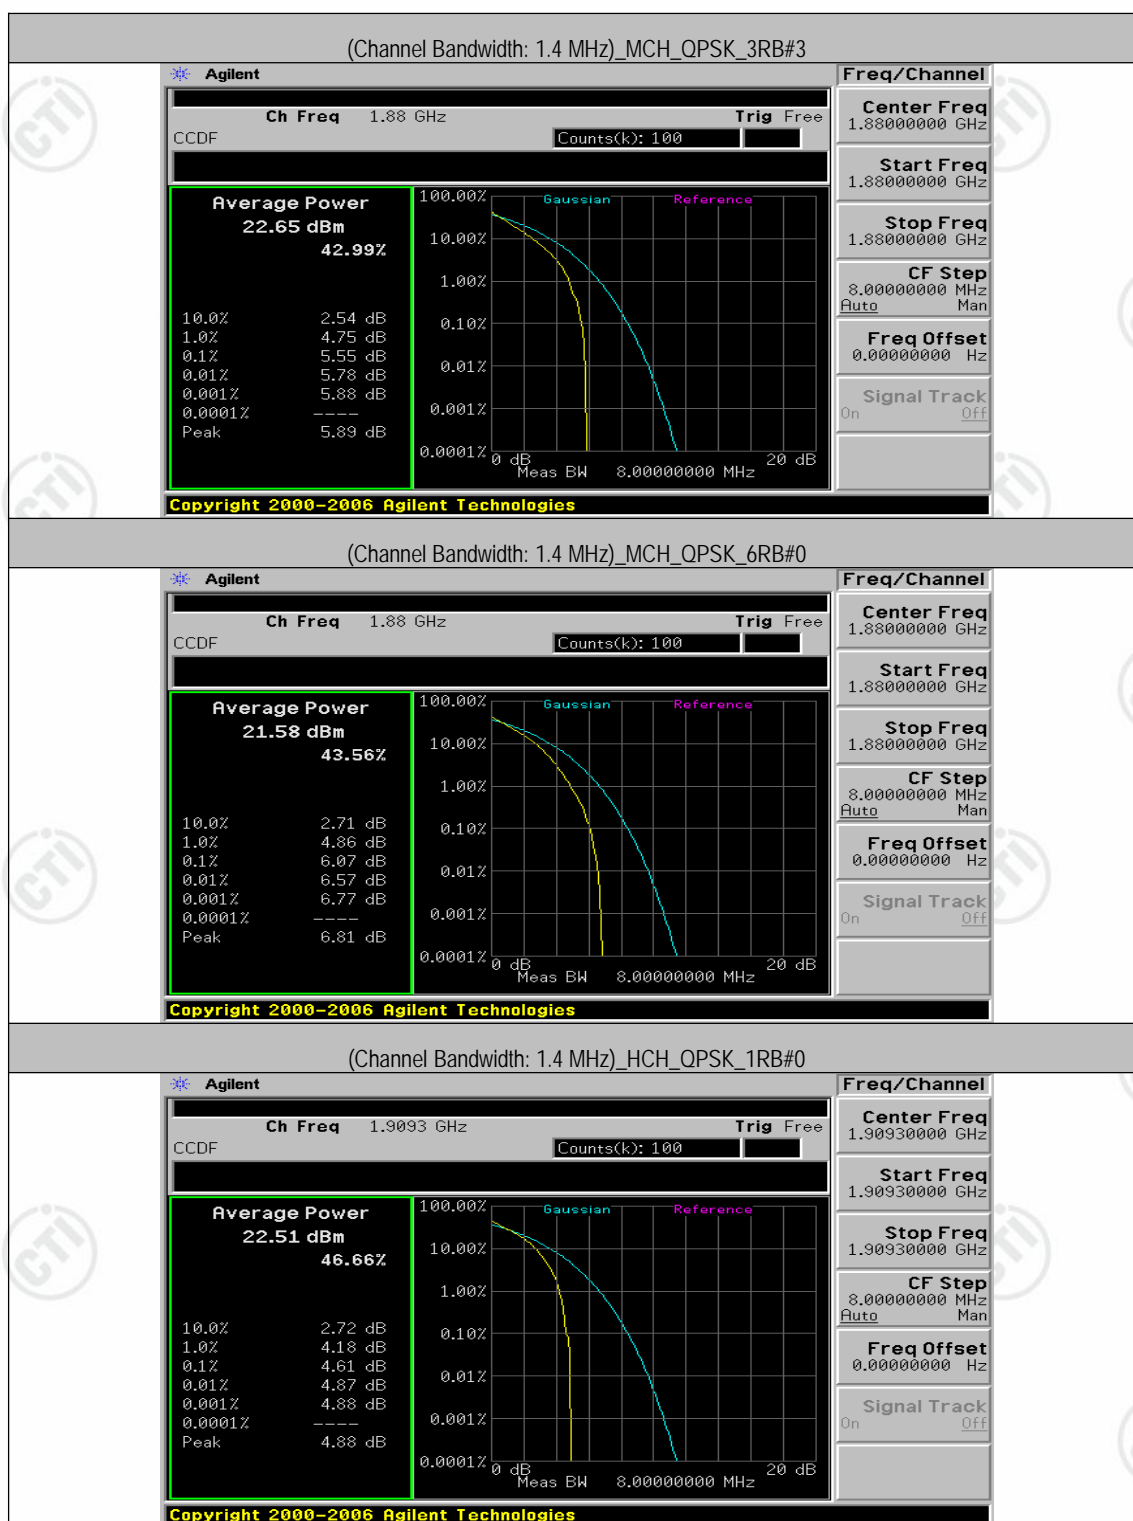 (Channel Bandwidth: 1.4 MHz)_MCH_QPSK_3RB#3
Agilent
Freq/Channel
Ch Freq 1.88 GHz
Trig Free
CCDF
Counts(k): 100
Average Power
22.65 dBm
42.99%
10.0% 2.54 dB
1.0% 4.75 dB
0.1% 5.55 dB
0.01% 5.78 dB
0.001% 5.88 dB
0.0001% ----
Peak 5.89 dB
100.00%
10.00%
1.00%
0.10%
0.01%
0.001%
0.0001%
Gaussian
Reference
0 dB
20 dB
Meas BW 8.00000000 MHz
Center Freq
1.88000000 GHz
Start Freq
1.88000000 GHz
Stop Freq
1.88000000 GHz
CF Step
8.00000000 MHz
Auto Man
Freq Offset
0.00000000 Hz
Signal Track
On Off
Copyright 2000-2006 Agilent Technologies
(Channel Bandwidth: 1.4 MHz)_MCH_QPSK_6RB#0
Agilent
Freq/Channel
Ch Freq 1.88 GHz
Trig Free
CCDF
Counts(k): 100
Average Power
21.58 dBm
43.56%
10.0% 2.71 dB
1.0% 4.86 dB
0.1% 6.07 dB
0.01% 6.57 dB
0.001% 6.77 dB
0.0001% ----
Peak 6.81 dB
100.00%
10.00%
1.00%
0.10%
0.01%
0.001%
0.0001%
Gaussian
Reference
0 dB
20 dB
Meas BW 8.00000000 MHz
Center Freq
1.88000000 GHz
Start Freq
1.88000000 GHz
Stop Freq
1.88000000 GHz
CF Step
8.00000000 MHz
Auto Man
Freq Offset
0.00000000 Hz
Signal Track
On Off
Copyright 2000-2006 Agilent Technologies
(Channel Bandwidth: 1.4 MHz)_HCH_QPSK_1RB#0
Agilent
Freq/Channel
Ch Freq 1.9093 GHz
Trig Free
CCDF
Counts(k): 100
Average Power
22.51 dBm
46.66%
10.0% 2.72 dB
1.0% 4.18 dB
0.1% 4.61 dB
0.01% 4.87 dB
0.001% 4.88 dB
0.0001% ----
Peak 4.88 dB
100.00%
10.00%
1.00%
0.10%
0.01%
0.001%
0.0001%
Gaussian
Reference
0 dB
20 dB
Meas BW 8.00000000 MHz
Center Freq
1.90930000 GHz
Start Freq
1.90930000 GHz
Stop Freq
1.90930000 GHz
CF Step
8.00000000 MHz
Auto Man
Freq Offset
0.00000000 Hz
Signal Track
On Off
Copyright 2000-2006 Agilent Technologies
CTI
CTI
CTI
CTI
CTI
CTI
CTI
CTI